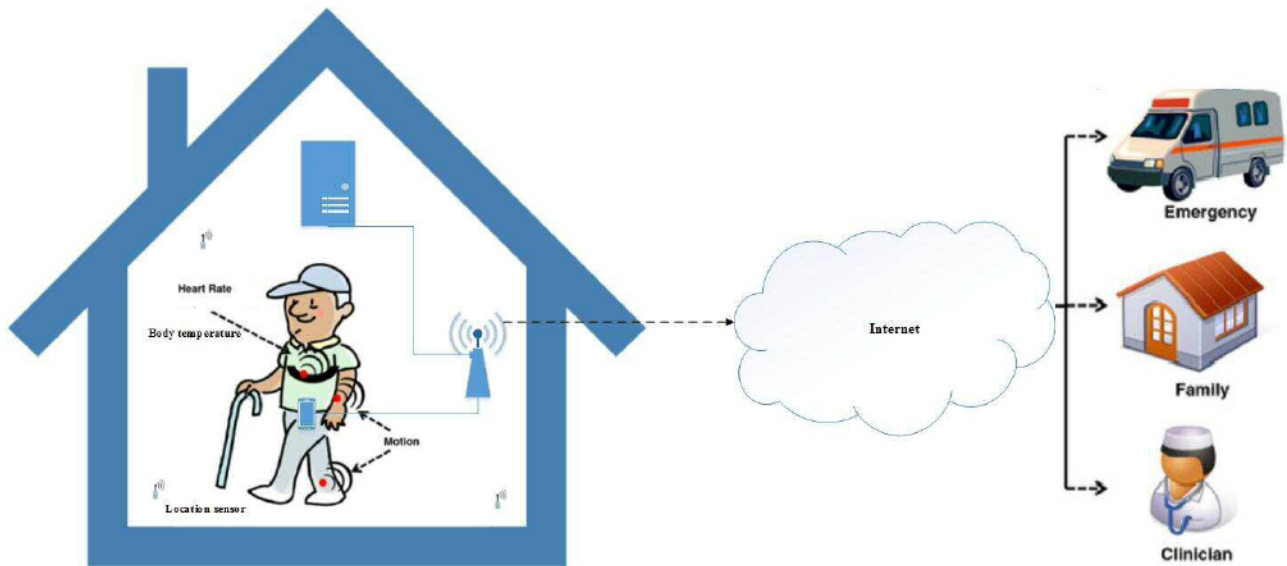 Heart Rate
Body temperature
Motion
Location sensor
Internet
Emergency
Family
Clinician